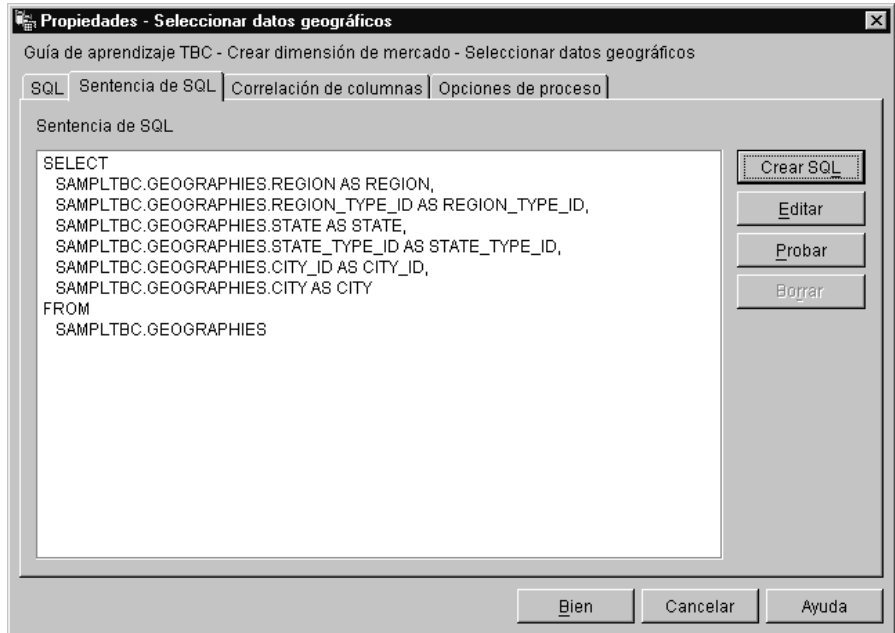 Propiedades - Seleccionar datos geográficos
Guía de aprendizaje TBC - Crear dimensión de mercado - Seleccionar datos geográficos
SQL Sentencia de SQL Correlación de columnas Opciones de proceso
Sentencia de SQL
SELECT
SAMPLTBC.GEOGRAPHIES.REGION AS REGION,
SAMPLTBC.GEOGRAPHIES.REGION_TYPE_ID AS REGION_TYPE_ID,
SAMPLTBC.GEOGRAPHIES.STATE AS STATE,
SAMPLTBC.GEOGRAPHIES.STATE_TYPE_ID AS STATE_TYPE_ID,
SAMPLTBC.GEOGRAPHIES.CITY_ID AS CITY_ID,
SAMPLTBC.GEOGRAPHIES.CITY AS CITY
FROM
SAMPLTBC.GEOGRAPHIES
Crear SQL
Editar
Probar
Borrar
Bien Cancelar Ayuda